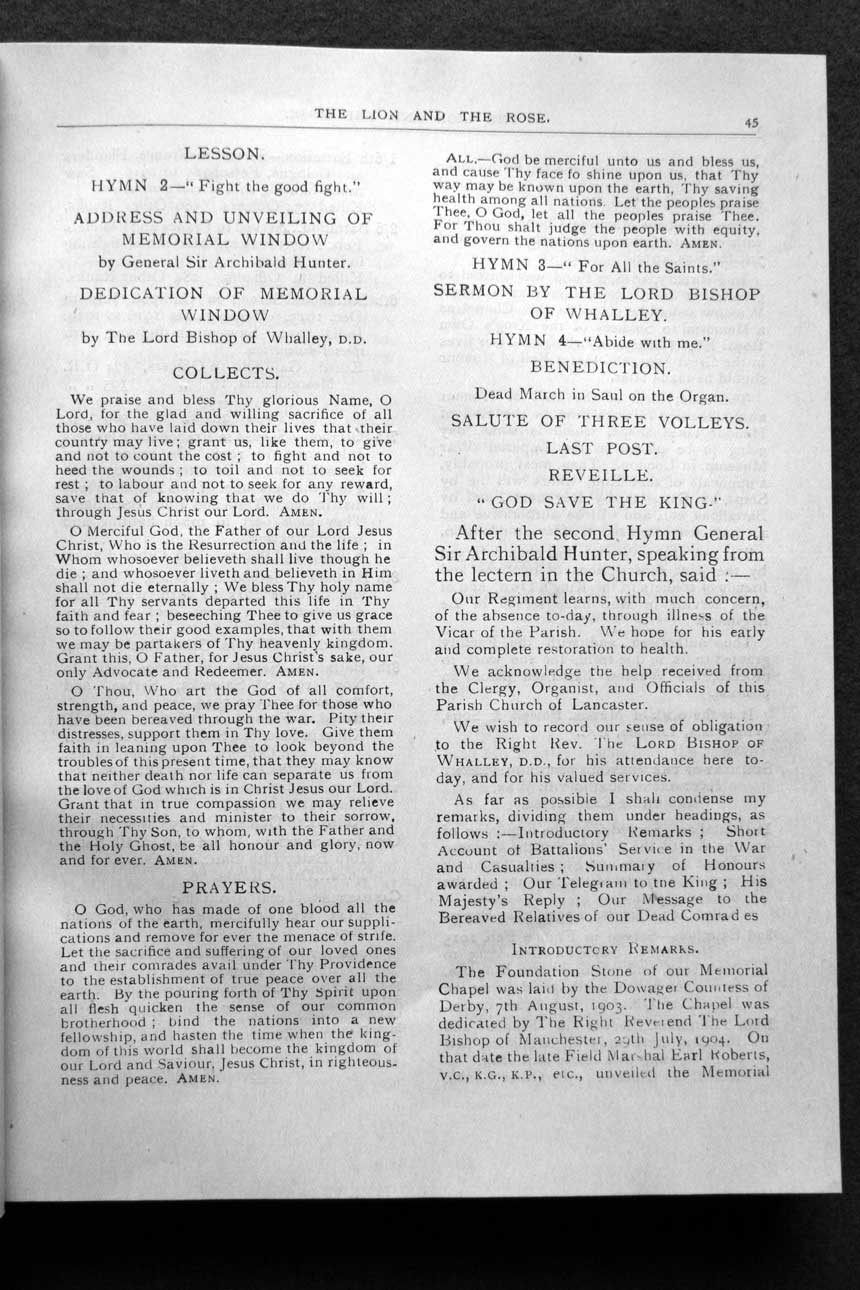 THE LION AND THE ROSE.
45
LESSON.
HYMN 2—“ Fight the good fight.”
ADDRESS AND UNVEILING OF
MEMORIAL WINDOW
by General Sir Archibald Hunter.
DEDICATION OF MEMORIAL
WINDOW
by The Lord Bishop of Whalley, D.D.
COLLECTS.
We praise and bless Thy glorious Name, O
Lord, for the glad and willing sacrifice of all
those who have laid down their lives that their
country may live ; grant us, like them, to give
and not to count the cost ; to fight and not to
heed the wounds ; to toil and not to seek for
rest ; to labour and not to seek for any reward,
save that of knowing that we do Thy will ;
through Jesus Christ our Lord. AMEN.
O Merciful God, the Father of our Lord Jesus
Christ, Who is the Resurrection and the life ; in
Whom whosoever believeth shall live though he
die ; and whosoever liveth and believeth in Him
shall not die eternally ; We bless Thy holy name
for all Thy servants departed this life in Thy
faith and fear ; beseeching Thee to give us grace
so to follow their good examples, that with them
we may be partakers of Thy heavenly kingdom.
Grant this, O Father, for Jesus Christ's sake, our
only Advocate and Redeemer. AMEN.
O Thou, Who art the God of all comfort,
strength, and peace, we pray Thee for those who
have been bereaved through the war. Pity their
distresses, support them in Thy love. Give them
faith in leaning upon Thee to look beyond the
troubles of this present time, that they may know
that neither death nor life can separate us from
the love of God which is in Christ Jesus our Lord.
Grant that in true compassion we may relieve
their necessities and minister to their sorrow,
through Thy Son, to whom, with the Father and
the Holy Ghost, be all honour and glory, now
and for ever. AMEN.
PRAYERS.
O God, who has made of one blood all the
nations of the earth, mercifully hear our suppli-
cations and remove for ever the menace of strife.
Let the sacrifice and suffering of our loved ones
and their comrades avail under Thy Providence
to the establishment of true peace over all the
earth. By the pouring forth of Thy Spirit upon
all flesh quicken the sense of our common
brotherhood ; bind the nations into a new
fellowship, and hasten the time when the king-
dom of this world shall become the kingdom of
our Lord and Saviour, Jesus Christ, in righteous-
ness and peace. AMEN.
ALL.—God be merciful unto us and bless us,
and cause Thy face fo shine upon us, that Thy
way may be known upon the earth, Thy saving
health among all nations. Let the peoples praise
Thee, O God, let all the peoples praise Thee.
For Thou shalt judge the people with equity,
and govern the nations upon earth. AMEN.
HYMN 3—“ For All the Saints.”
SERMON BY THE LORD BISHOP
OF WHALLEY.
HYMN 4—“Abide with me.”
BENEDICTION.
Dead March in Saul on the Organ.
SALUTE OF THREE VOLLEYS.
LAST POST.
REVEILLE.
“ GOD SAVE THE KING.”
After the second Hymn General
Sir Archibald Hunter, speaking from
the lectern in the Church, said :—
Our Regiment learns, with much concern,
of the absence to-day, through illness of the
Vicar of the Parish. We hope for his early
and complete restoration to health.
We acknowledge the help received from
the Clergy, Organist, and Officials of this
Parish Church of Lancaster.
We wish to record our sense of obligation
to the Right Rev. The LORD BISHOP OF
WHALLEY, D.D., for his attendance here to-
day, and for his valued services.
As far as possible I shall condense my
remarks, dividing them under headings, as
follows :—Introductory Remarks ; Short
Account of Battalions' Service in the War
and Casualties ; Summary of Honours
awarded ; Our Telegram to tne King ; His
Majesty's Reply ; Our Message to the
Bereaved Relatives of our Dead Comrad es
INTRODUCTCRY REMARKS.
The Foundation Stone of our Memorial
Chapel was laid by the Dowager Countess of
Derby, 7th August, 1903. The Chapel was
dedicated by The Right Reverend The Lord
Bishop of Manchester, 29th July, 1904. On
that date the late Field Marshal Earl Roberts,
V.C., K.G., K.P., etc., unveiled the Memorial